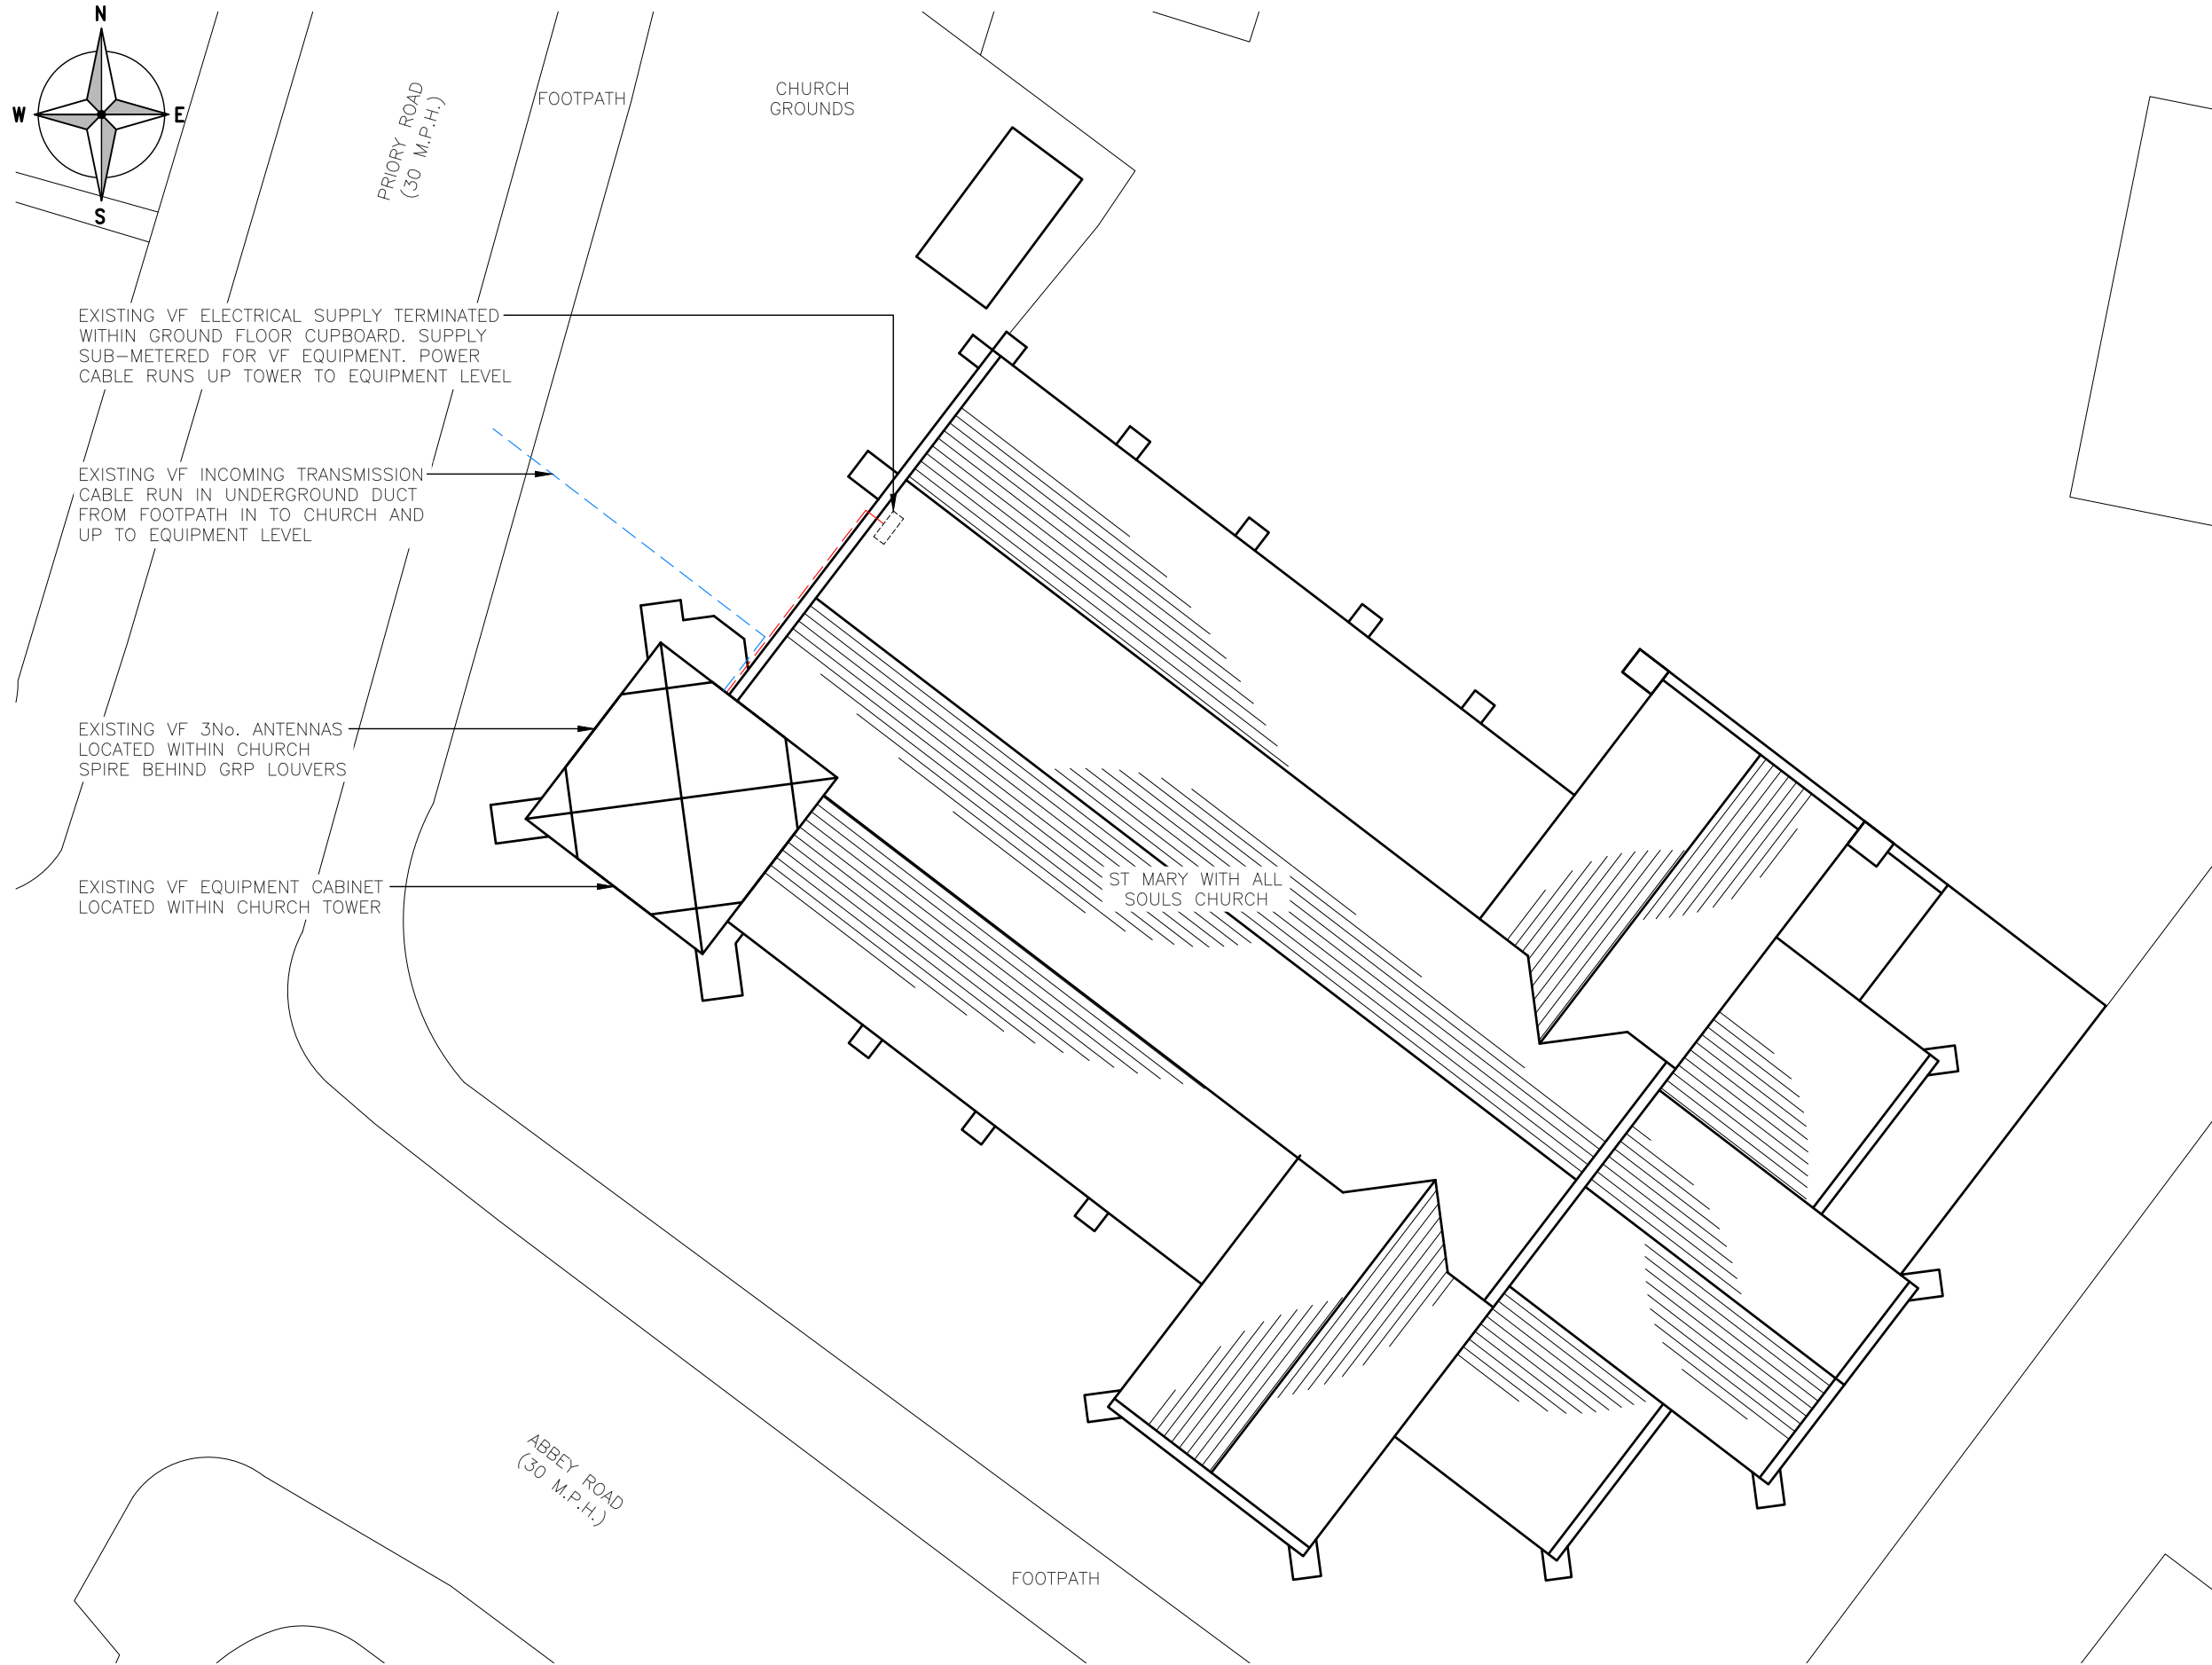 N
W
E
S
PRIORY ROAD
(30 M.P.H.)
FOOTPATH
CHURCH
GROUNDS
EXISTING VF ELECTRICAL SUPPLY TERMINATED
WITHIN GROUND FLOOR CUPBOARD. SUPPLY
SUB-METERED FOR VF EQUIPMENT. POWER
CABLE RUNS UP TOWER TO EQUIPMENT LEVEL
EXISTING VF INCOMING TRANSMISSION
CABLE RUN IN UNDERGROUND DUCT
FROM FOOTPATH IN TO CHURCH AND
UP TO EQUIPMENT LEVEL
EXISTING VF 3No. ANTENNAS
LOCATED WITHIN CHURCH
SPIRE BEHIND GRP LOUVERS
EXISTING VF EQUIPMENT CABINET
LOCATED WITHIN CHURCH TOWER
ST MARY WITH ALL
SOULS CHURCH
ABBEY ROAD
(30 M.P.H.)
FOOTPATH